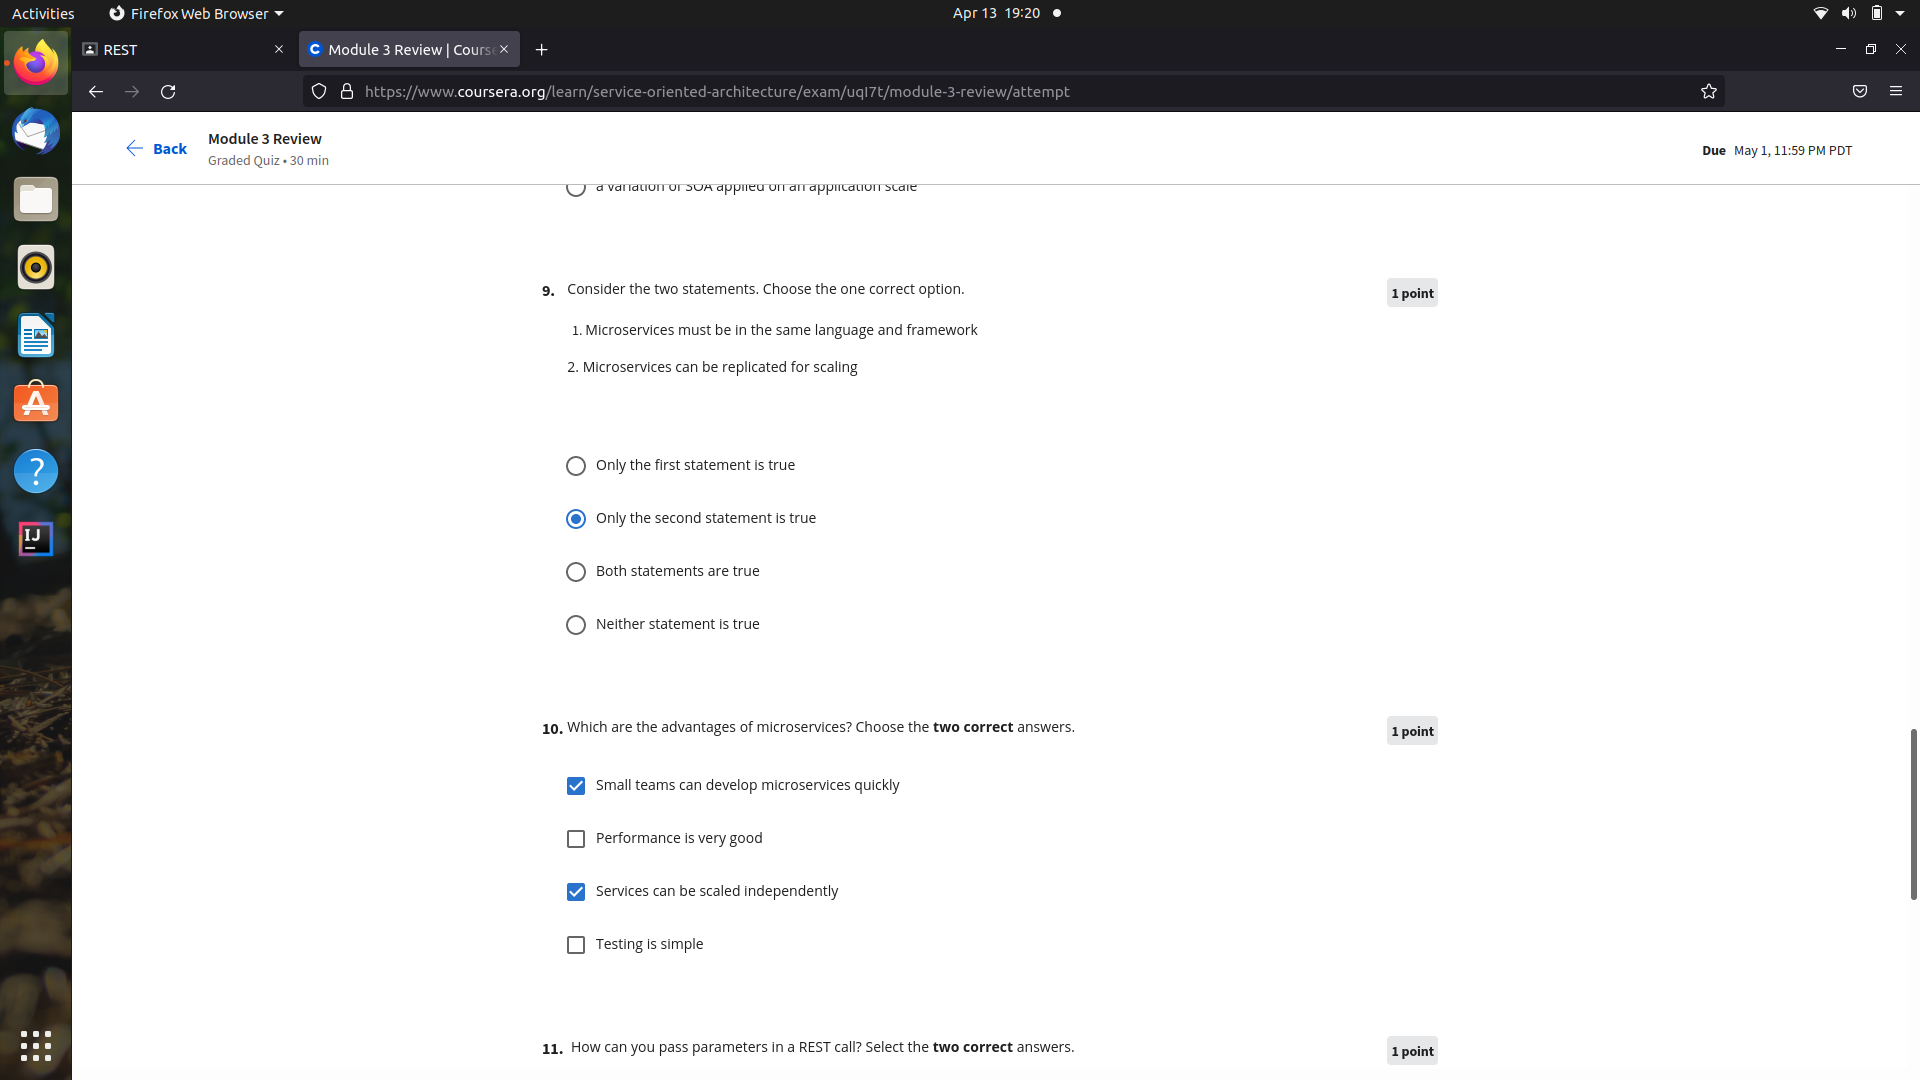 Activities
Firefox Web Browser
Apr 13 19:20
REST
Module 3 Review | Cours
https://www.coursera.org/learn/service-oriented-architecture/exam/uqI7t/module-3-review/attempt
Back
Module 3 Review
Graded Quiz • 30 min
Due May 1, 11:59 PM PDT
a variation of SOA applied on an application scale
9. Consider the two statements. Choose the one correct option.
1 point
1. Microservices must be in the same language and framework
2. Microservices can be replicated for scaling
Only the first statement is true
Only the second statement is true
Both statements are true
Neither statement is true
10. Which are the advantages of microservices? Choose the two correct answers.
1 point
Small teams can develop microservices quickly
Performance is very good
Services can be scaled independently
Testing is simple
11. How can you pass parameters in a REST call? Select the two correct answers.
1 point
IJ